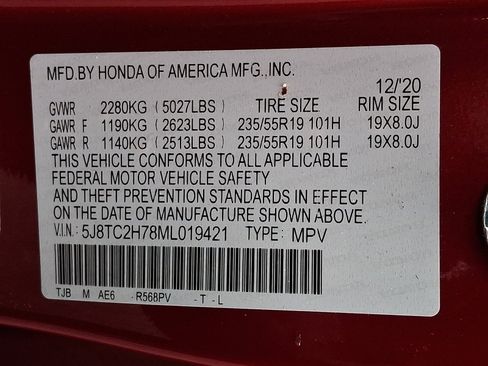 MFD.BY HONDA OF AMERICA MFG.,INC.
12/'20
GVWR 2280KG (5027LBS) TIRE SIZE RIM SIZE
GAWR F 1190KG (2623LBS) 235/55R19 101H 19X8.0J
GAWR R 1140KG (2513LBS) 235/55R19 101H 19X8.0J
THIS VEHICLE CONFORMS TO ALL APPLICABLE
FEDERAL MOTOR VEHICLE SAFETY
AND THEFT PREVENTION STANDARDS IN EFFECT
ON THE DATE OF MANUFACTURE SHOWN ABOVE.
V.I.N.: 5J8TC2H78ML019421 TYPE: MPV
TJB M AE6 - R568PV - T - L